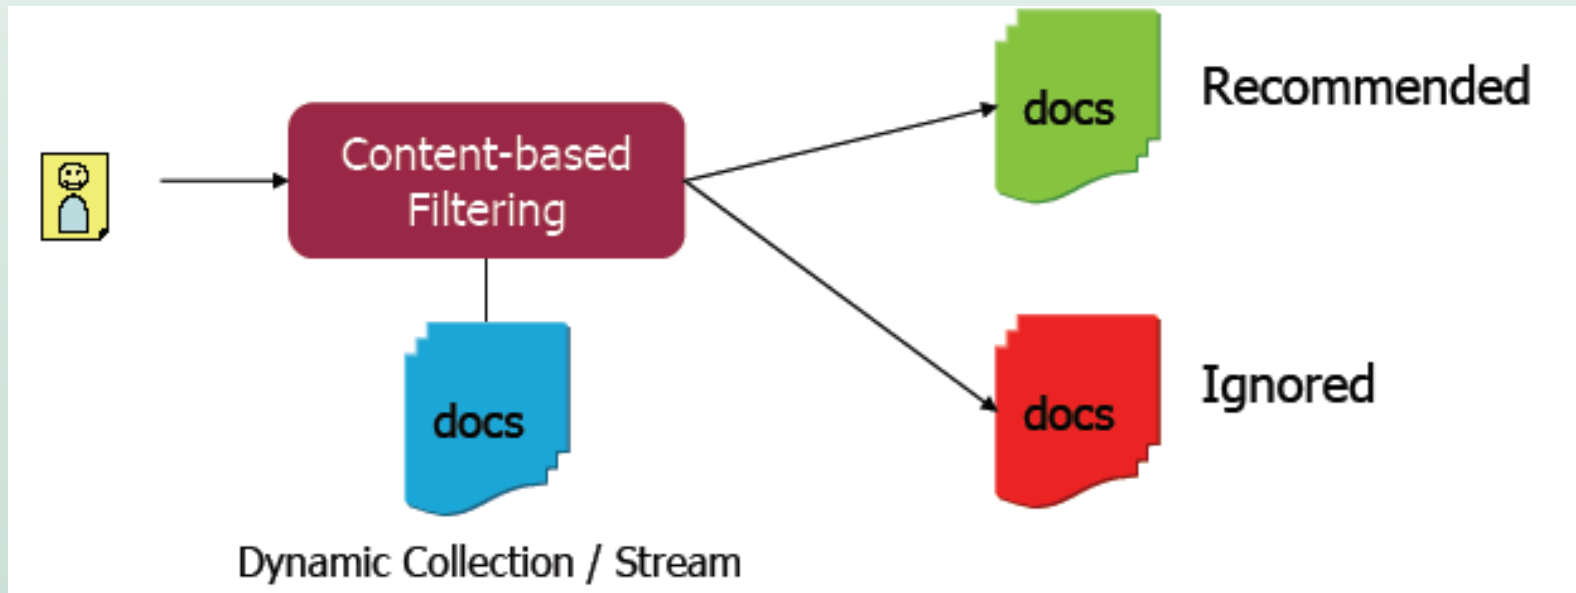 Content-based
Filtering
docs
Recommended
docs
Ignored
docs
Dynamic Collection / Stream